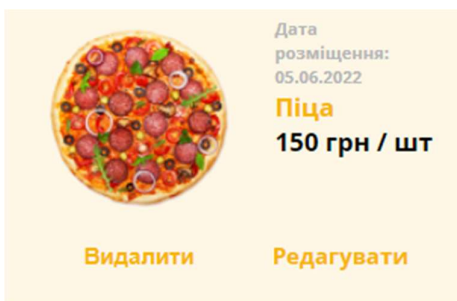 Дата
розміщення:
05.06.2022
Піца
150 грн / шт
Видалити Редагувати